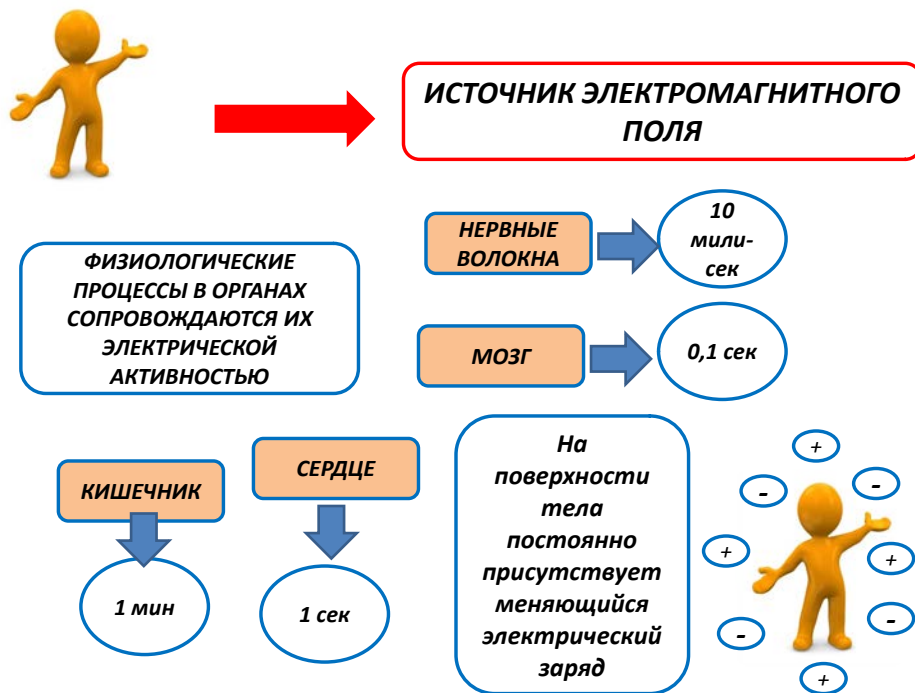 ИСТОЧНИК ЭЛЕКТРОМАГНИТНОГО
ПОЛЯ
ФИЗИОЛОГИЧЕСКИЕ
ПРОЦЕССЫ В ОРГАНАХ
СОПРОВОЖДАЮТСЯ ИХ
ЭЛЕКТРИЧЕСКОЙ
АКТИВНОСТЬЮ
НЕРВНЫЕ
ВОЛОКНА
10
мили-
сек
МОЗГ
0,1 сек
КИШЕЧНИК
1 мин
СЕРДЦЕ
1 сек
На
поверхности
тела
постоянно
присутствует
меняющийся
электрический
заряд
+
-
-
+
+
-
-
+